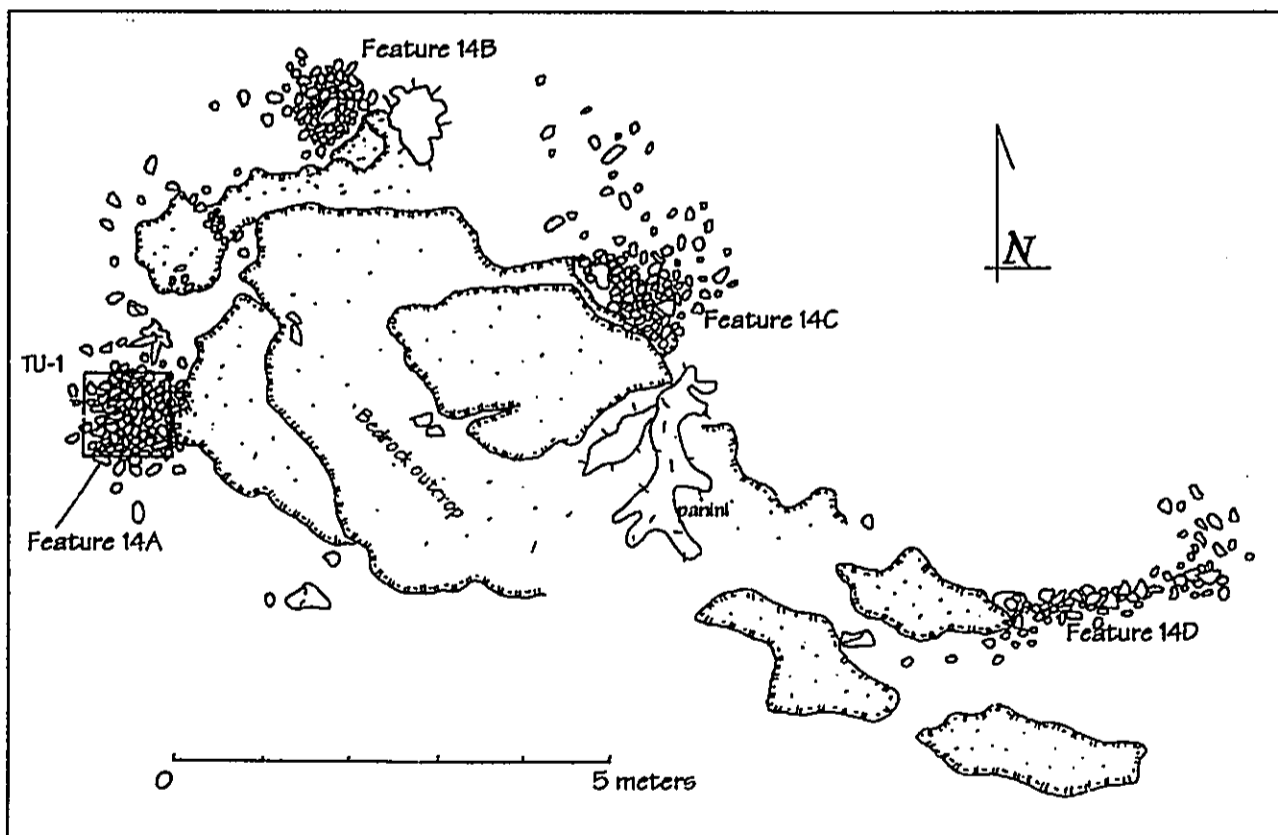 Feature 14B
N
Feature 14C
TU-1
Bedrock outcrop
panini
Feature 14A
Feature 14D
0
5 meters